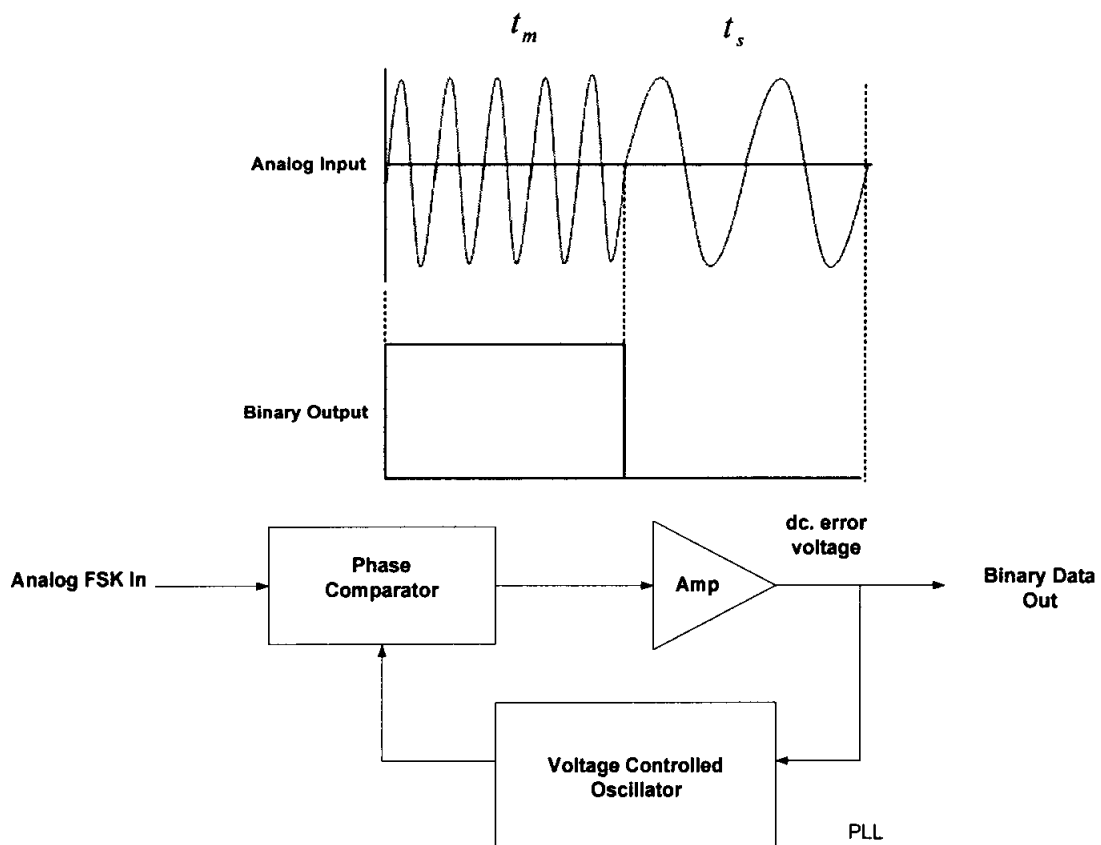 t_m
t_s
Analog Input
Binary Output
dc. error
voltage
Analog FSK In
Phase
Comparator
Amp
Binary Data
Out
Voltage Controlled
Oscillator
PLL